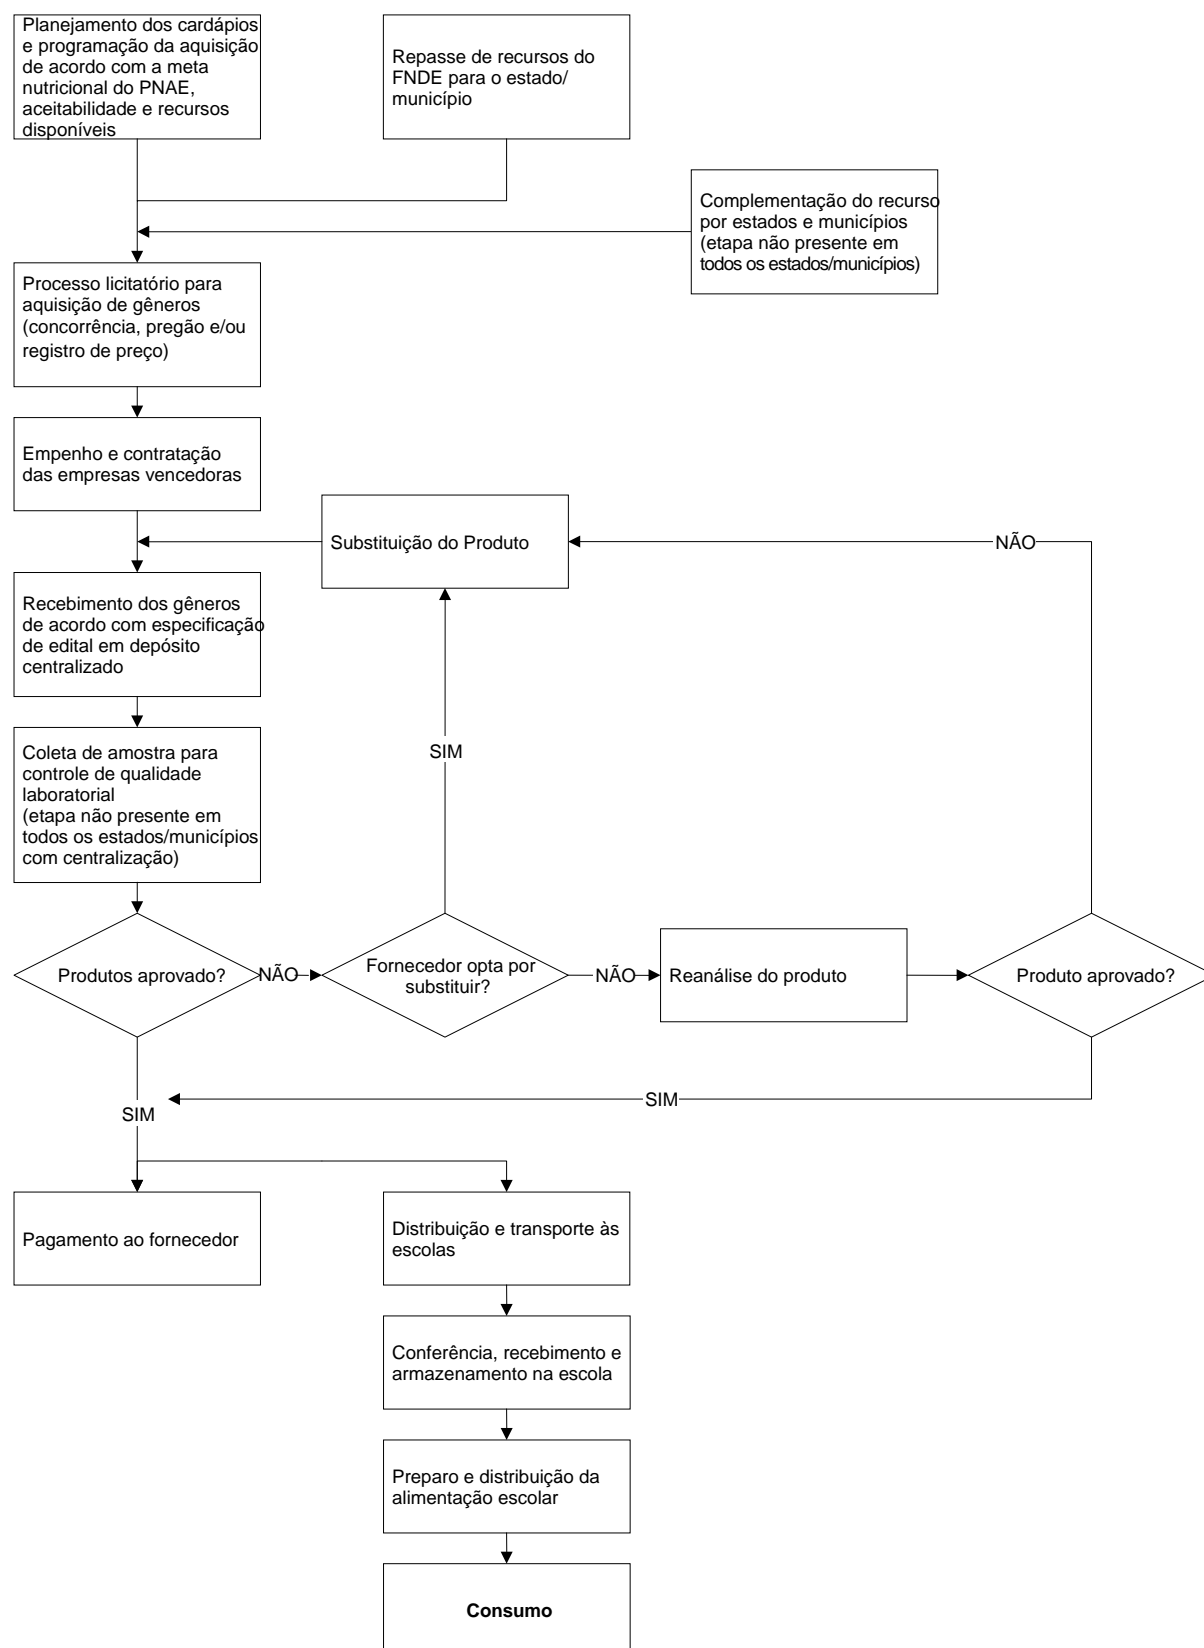 Planejamento dos cardápios
e programação da aquisição
de acordo com a meta
nutricional do PNAE,
aceitabilidade e recursos
disponíveis
Repasse de recursos do
FNDE para o estado/
município
Complementação do recurso
por estados e municípios
(etapa não presente em
todos os estados/municípios)
Processo licitatório para
aquisição de gêneros
(concorrência, pregão e/ou
registro de preço)
Empenho e contratação
das empresas vencedoras
Substituição do Produto
NÃO
Recebimento dos gêneros
de acordo com especificação
de edital em depósito
centralizado
SIM
Coleta de amostra para
controle de qualidade
laboratorial
(etapa não presente em
todos os estados/municípios
com centralização)
Produtos aprovado?
NÃO
Fornecedor opta por
substituir?
NÃO
Reanálise do produto
Produto aprovado?
SIM
SIM
Pagamento ao fornecedor
Distribuição e transporte às
escolas
Conferência, recebimento e
armazenamento na escola
Preparo e distribuição da
alimentação escolar
Consumo